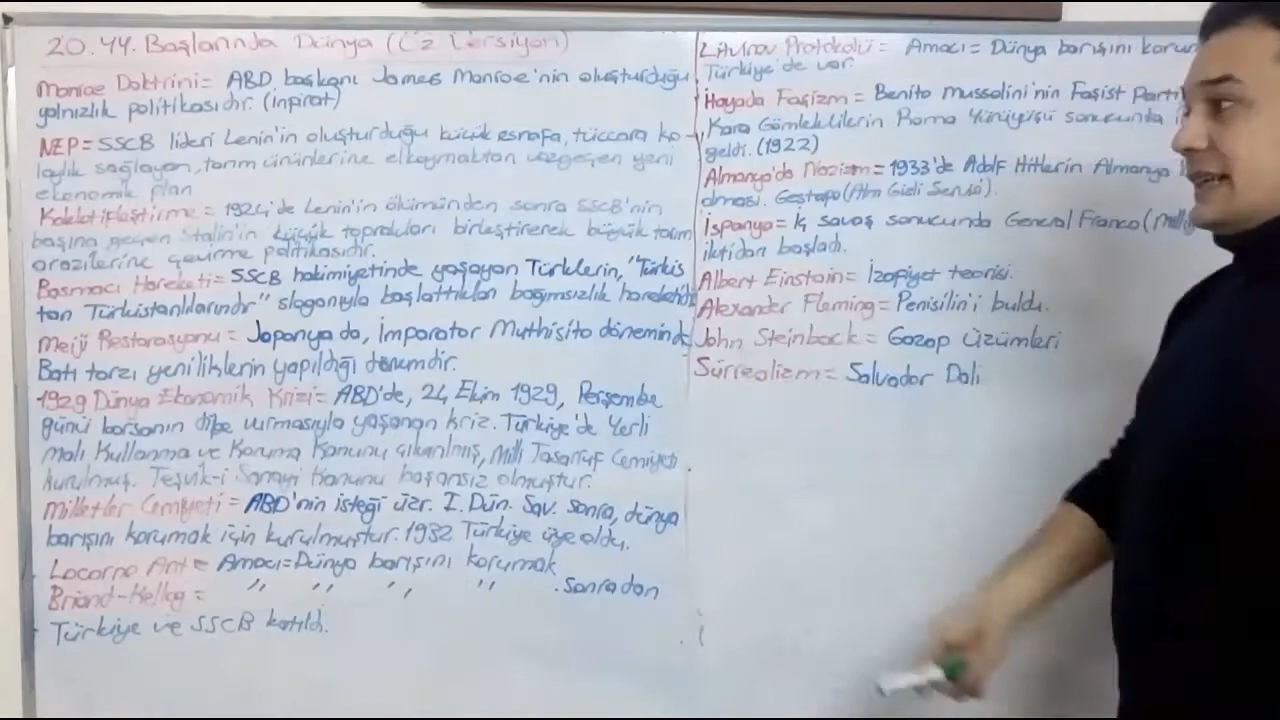 20. YY. Başlarında Dünya (Öz Versiyon)
Monroe Doktrini = ABD başkanı James Monroe'nin oluşturduğu
yalnızlık politikasıdır. (inpirat)
NEP = SSCB lideri Lenin'in oluşturduğu küçük esnafa, tüccara ko-
laylık sağlayan, tarım ürünlerine elkoymaktan vazgeçen yeni
ekonomik plan
Kolektifleştirme = 1924'de Lenin'in ölümünden sonra SSCB'nin
başına geçen Stalin'in küçük toprakları birleştirerek büyük tarım
arazilerine çevirme politikasıdır.
Basmacı Hareketi = SSCB hakimiyetinde yaşayan Türklerin, "Türkis
tan Türkistanlılarındır" sloganıyla başlattıkları bağımsızlık hareketidir
Meiji Restorasyonu = Japonya'da, İmparator Muthisito döneminde
Batı tarzı yeniliklerin yapıldığı dönemdir.
1929 Dünya Ekonomik Krizi = ABD'de, 24 Ekim 1929, Perşembe
günü borsanın dibe vurmasıyla yaşanan kriz. Türkiye'de Yerli
Malı Kullanma ve Koruma Kanunu çıkarılmış, Milli Tasarruf Cemiyeti
kurulmuş. Teşvik-i Sanayi Kanunu başarısız olmuştur.
Milletler Cemiyeti = ABD'nin isteği üzr. I. Dün. Sav. sonra, dünya
barışını korumak için kurulmuştur. 1932 Türkiye üye oldu.
Locarno Ant = Amacı = Dünya barışını korumak
Briand-Kellog = " " " " . Sonradan
Türkiye ve SSCB katıldı.
Litvinov Protokolü = Amacı = Dünya barışını korum
Türkiye'de var.
İtalyada Faşizm = Benito Mussolini'nin Faşist Parti
Kara Gömleklilerin Roma Yürüyüşü sonucunda i
geldi. (1922)
Almanya'da Nazizm = 1933'de Adolf Hitlerin Almanya
olması. Gestapo (Alm Gizli Servisi).
İspanya = İç savaş sonucunda General Franco (Milli
iktidarı başladı.
Albert Einstain = İzafiyet teorisi.
Alexander Fleming = Penisilin'i buldu.
John Steinback = Gazap Üzümleri
Sürrealizm = Salvador Dali